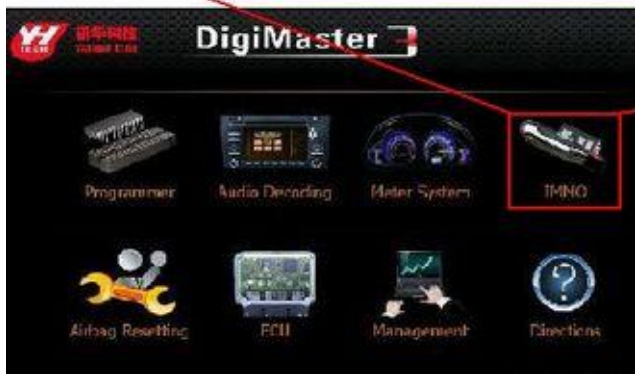 DigiMaster 3
Programmer
Audio Decoding
Meter System
IMMO
Airbag Resetting
ECU
Management
Directions